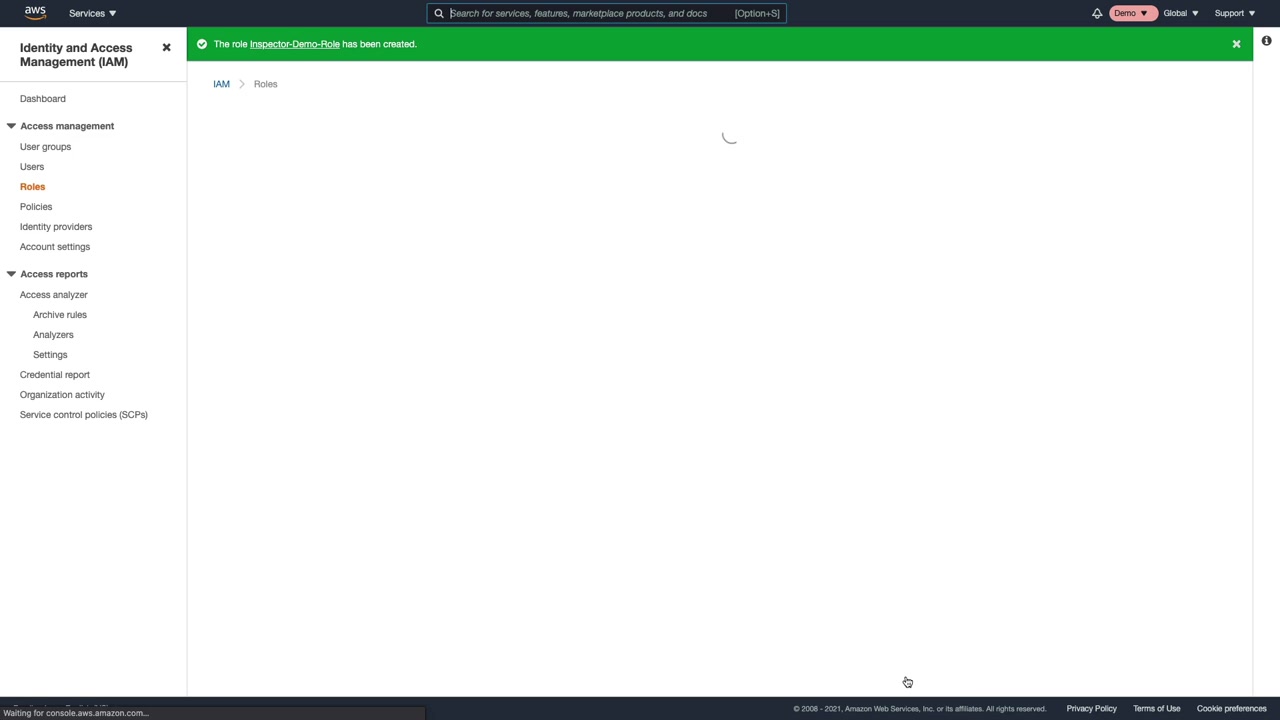 aws
Services
Search for services, features, marketplace products, and docs
[Option+S]
Demo
Global
Support
Identity and Access
Management (IAM)
The role Inspector-Demo-Role has been created.
IAM
Roles
Dashboard
Access management
User groups
Users
Roles
Policies
Identity providers
Account settings
Access reports
Access analyzer
Archive rules
Analyzers
Settings
Credential report
Organization activity
Service control policies (SCPs)
© 2008 - 2021, Amazon Web Services, Inc. or its affiliates. All rights reserved.
Privacy Policy
Terms of Use
Cookie preferences
Waiting for console.aws.amazon.com...